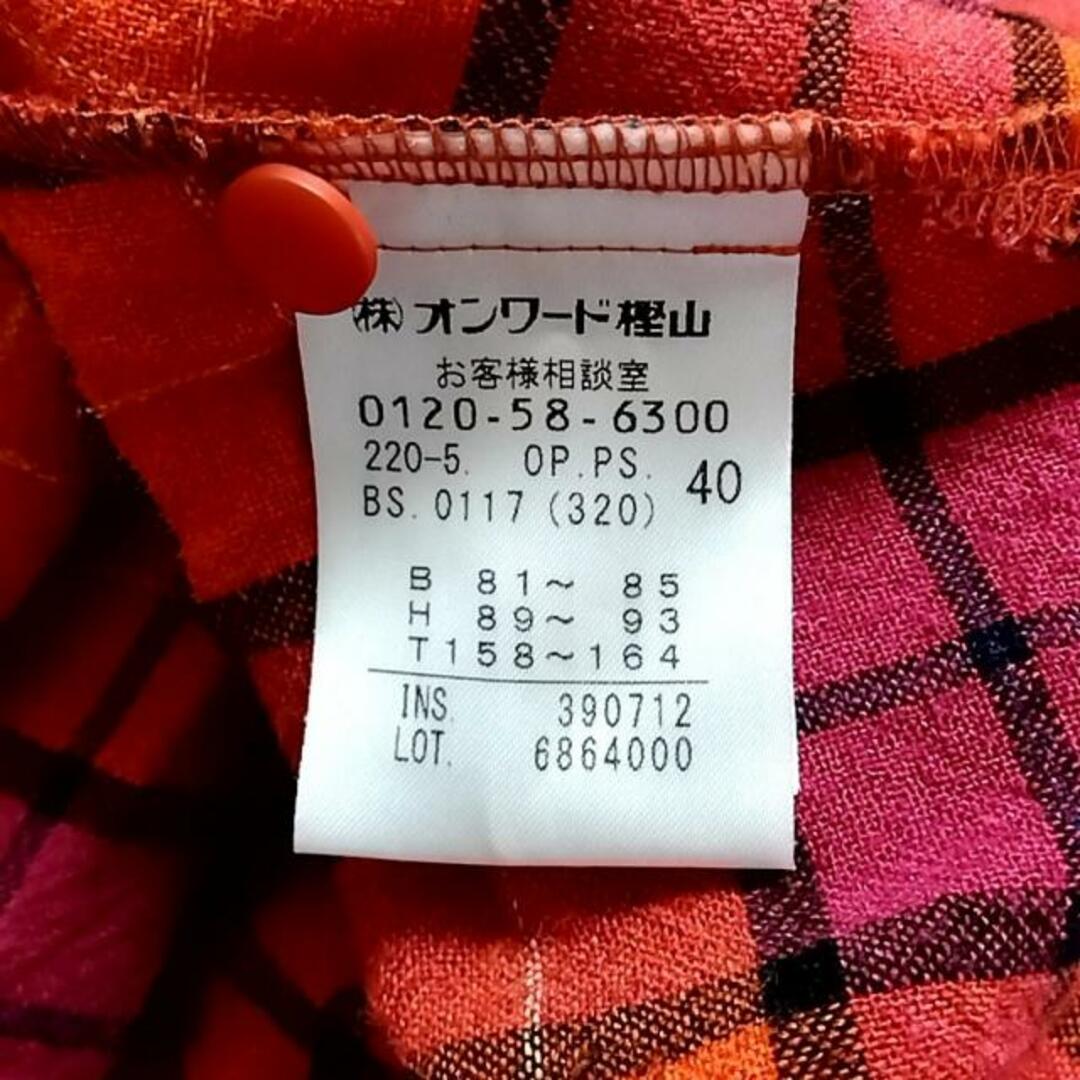 (株)オンワード樫山
お客様相談室
0120-58-6300
220-5. OP.PS. 40
BS.0117(320)
B 81~ 85
H 89~ 93
T158~164
INS. 390712
LOT. 6864000